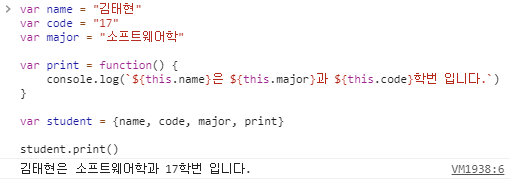 > var name = "김태현"
var code = "17"
var major = "소프트웨어학"
var print = function() {
console.log(`${this.name}은 ${this.major}과 ${this.code}학번 입니다.`)
}
var student = {name, code, major, print}
student.print()
김태현은 소프트웨어학과 17학번 입니다. VM1938:6